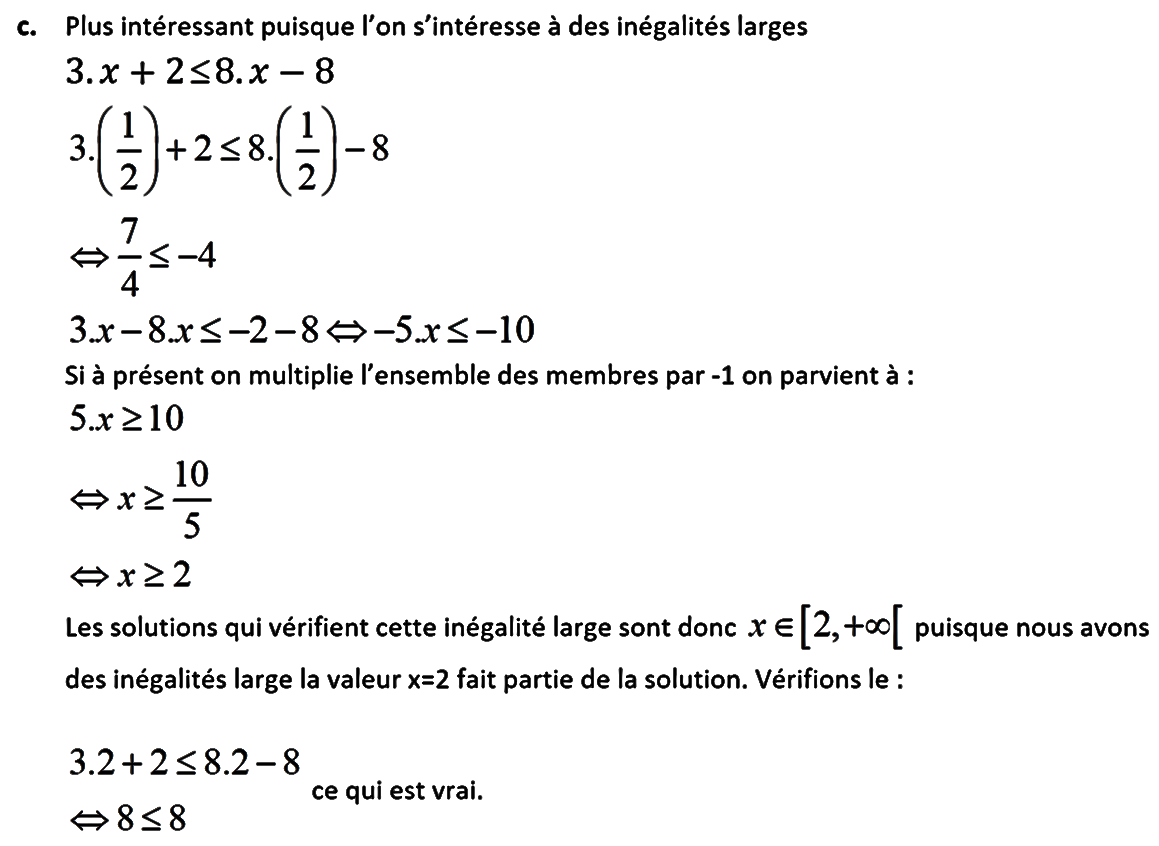 c. Plus intéressant puisque l’on s’intéresse à des inégalités larges
3.x + 2≤8.x − 8
3.(1/2)+2≤8.(1/2)−8
⇔ 7/4 ≤ −4
3.x−8.x≤−2−8⇔−5.x≤−10
Si à présent on multiplie l’ensemble des membres par -1 on parvient à :
5.x≥10
⇔ x≥ 10/5
⇔ x≥2
Les solutions qui vérifient cette inégalité large sont donc x∈[2,+∞[ puisque nous avons
des inégalités large la valeur x=2 fait partie de la solution. Vérifions le :
3.2+2≤8.2−8
⇔8≤8 ce qui est vrai.